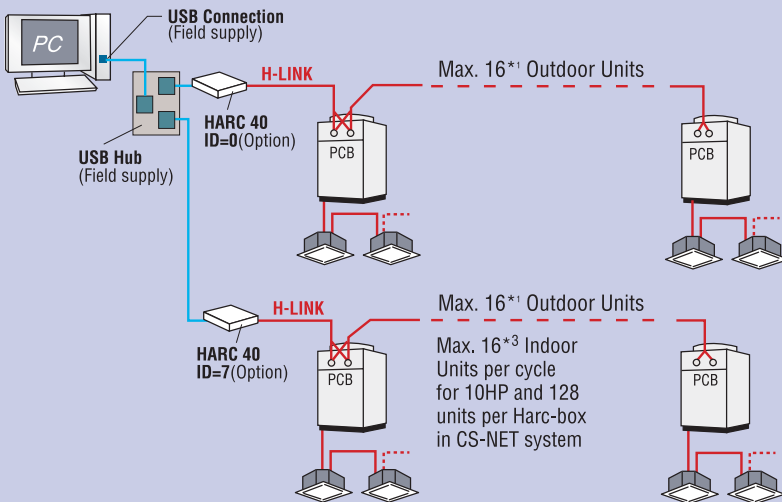 USB Connection
(Field supply)
PC
H-LINK
Max. 16*¹ Outdoor Units
HARC 40
ID=0(Option)
USB Hub
(Field supply)
PCB
PCB
H-LINK
Max. 16*¹ Outdoor Units
HARC 40
ID=7(Option)
Max. 16*³ Indoor
Units per cycle
for 10HP and 128
units per Harc-box
in CS-NET system
PCB
PCB